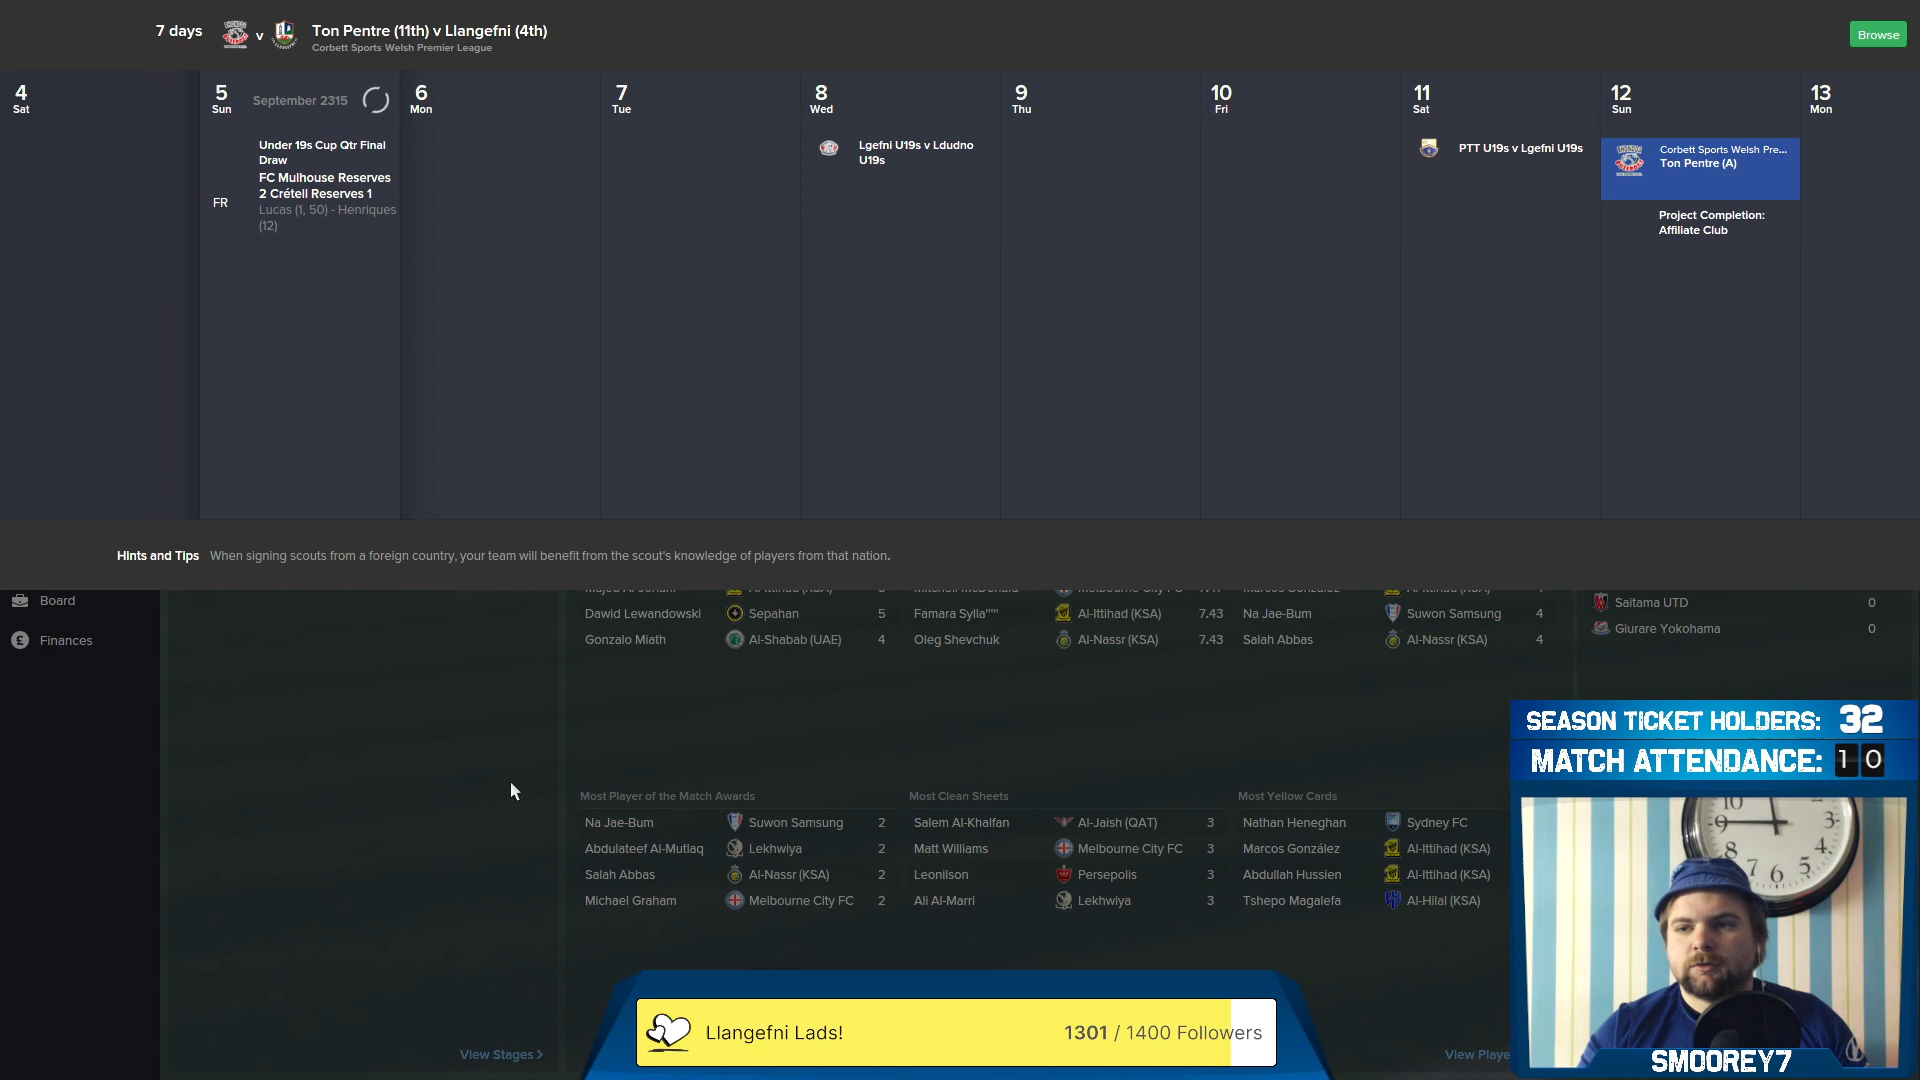 7 days
v
Ton Pentre (11th) v Llangefni (4th)
Corbett Sports Welsh Premier League
Browse
4
Sat
5
Sun
September 2315
6
Mon
7
Tue
8
Wed
9
Thu
10
Fri
11
Sat
12
Sun
13
Mon
Under 19s Cup Qtr Final
Draw
FR
FC Mulhouse Reserves
2 Créteil Reserves 1
Lucas (1, 50) - Henriques
(12)
Lgefni U19s v Ldudno
U19s
PTT U19s v Lgefni U19s
Corbett Sports Welsh Pre...
Ton Pentre (A)
Project Completion:
Affiliate Club
Hints and Tips When signing scouts from a foreign country, your team will benefit from the scout's knowledge of players from that nation.
Board
Finances
Dawid Lewandowski Sepahan 5
Gonzalo Miath Al-Shabab (UAE) 4
Famara Sylla"" Al-Ittihad (KSA) 7.43
Oleg Shevchuk Al-Nassr (KSA) 7.43
Na Jae-Bum Suwon Samsung 4
Salah Abbas Al-Nassr (KSA) 4
Saitama UTD 0
Giurare Yokohama 0
Most Player of the Match Awards
Na Jae-Bum Suwon Samsung 2
Abdulateef Al-Mutlaq Lekhwiya 2
Salah Abbas Al-Nassr (KSA) 2
Michael Graham Melbourne City FC 2
Most Clean Sheets
Salem Al-Khalfan Al-Jaish (QAT) 3
Matt Williams Melbourne City FC 3
Leonilson Persepolis 3
Ali Al-Marri Lekhwiya 3
Most Yellow Cards
Nathan Heneghan Sydney FC
Marcos González Al-Ittihad (KSA)
Abdullah Hussien Al-Ittihad (KSA)
Tshepo Magalefa Al-Hilal (KSA)
View Stages >
View Playe
SEASON TICKET HOLDERS: 32
MATCH ATTENDANCE: 10
10
9
8
7
6
5
4
3
Llangefni Lads!
1301 / 1400 Followers
SMOOREY7